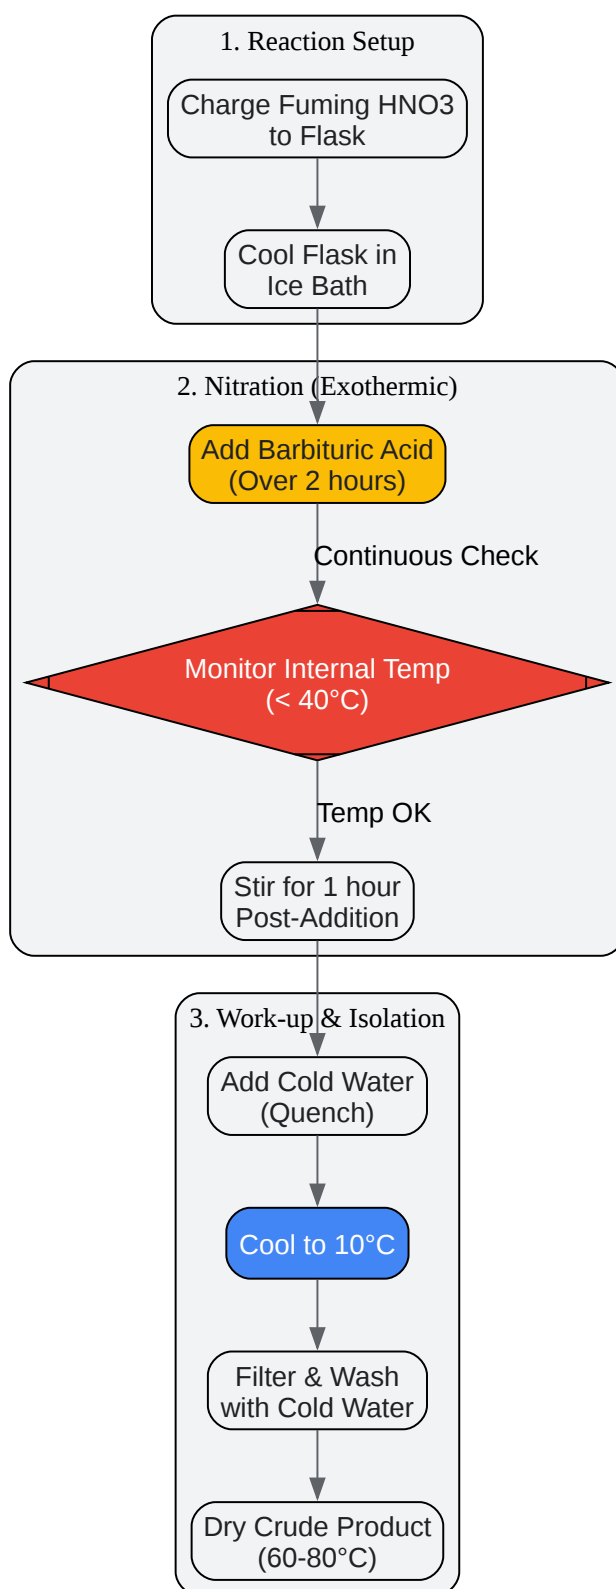 1. Reaction Setup
Charge Fuming HNO3
to Flask
Cool Flask in
Ice Bath
2. Nitration (Exothermic)
Add Barbituric Acid
(Over 2 hours)
Continuous Check
Monitor Internal Temp
(< 40°C)
Temp OK
Stir for 1 hour
Post-Addition
3. Work-up & Isolation
Add Cold Water
(Quench)
Cool to 10°C
Filter & Wash
with Cold Water
Dry Crude Product
(60-80°C)